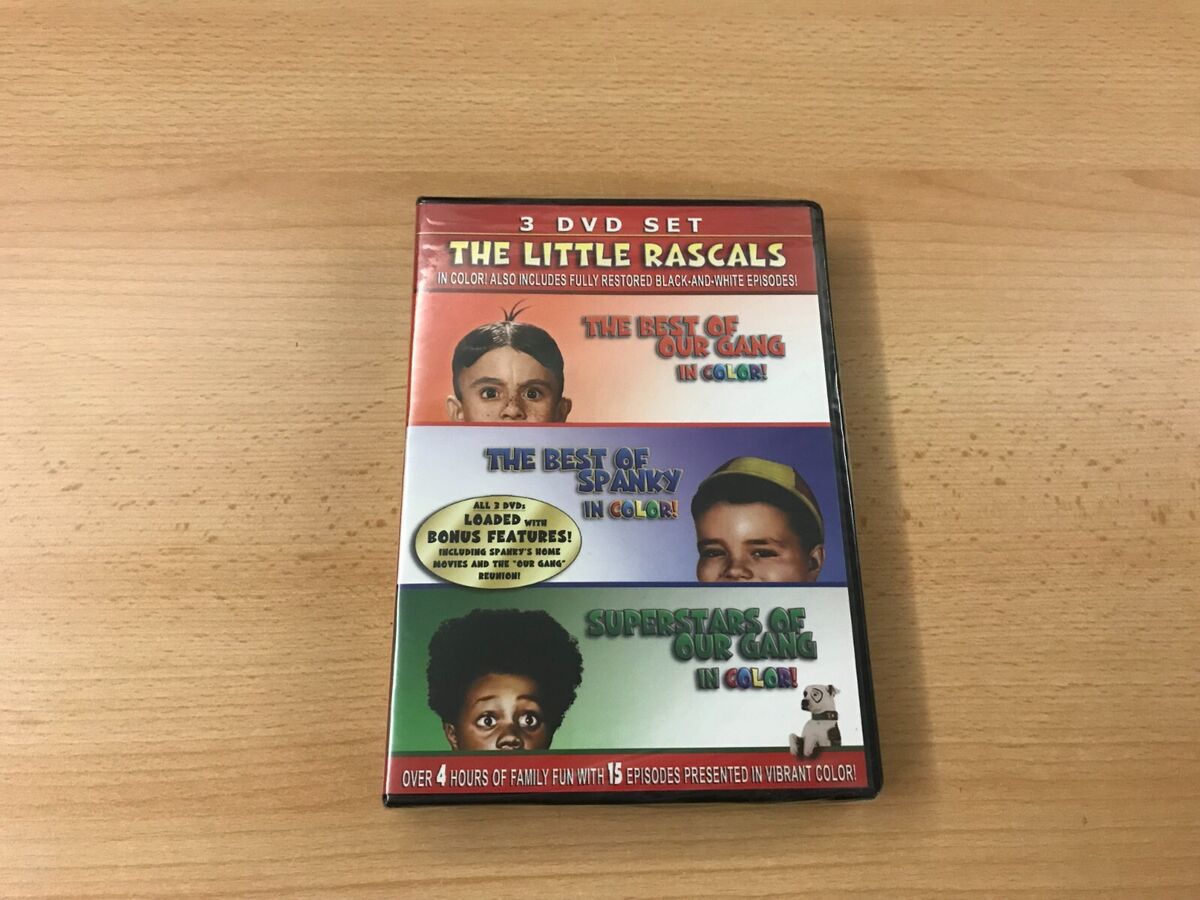 3 DVD SET
THE LITTLE RASCALS
IN COLOR! ALSO INCLUDES FULLY RESTORED BLACK-AND-WHITE EPISODES!
THE BEST OF
OUR GANG
IN COLOR!
THE BEST OF
SPANKY
IN COLOR!
ALL 3 DVDs
LOADED WITH
BONUS FEATURES!
INCLUDING SPANKY'S HOME
MOVIES AND THE "OUR GANG"
REUNION!
SUPERSTARS OF
OUR GANG
IN COLOR!
OVER 4 HOURS OF FAMILY FUN WITH 15 EPISODES PRESENTED IN VIBRANT COLOR!